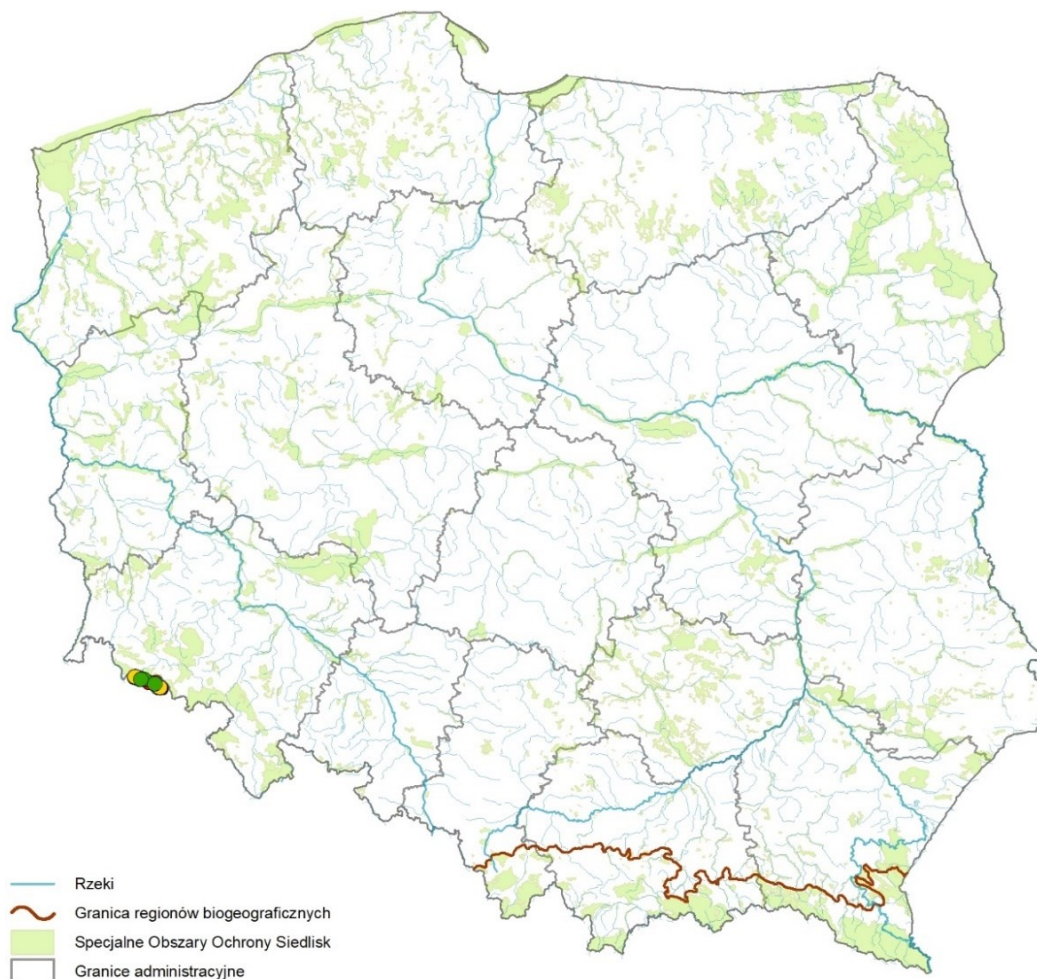 Rzeki
Granica regionów biogeograficznych
Specjalne Obszary Ochrony Siedlisk
Granice administracyjne